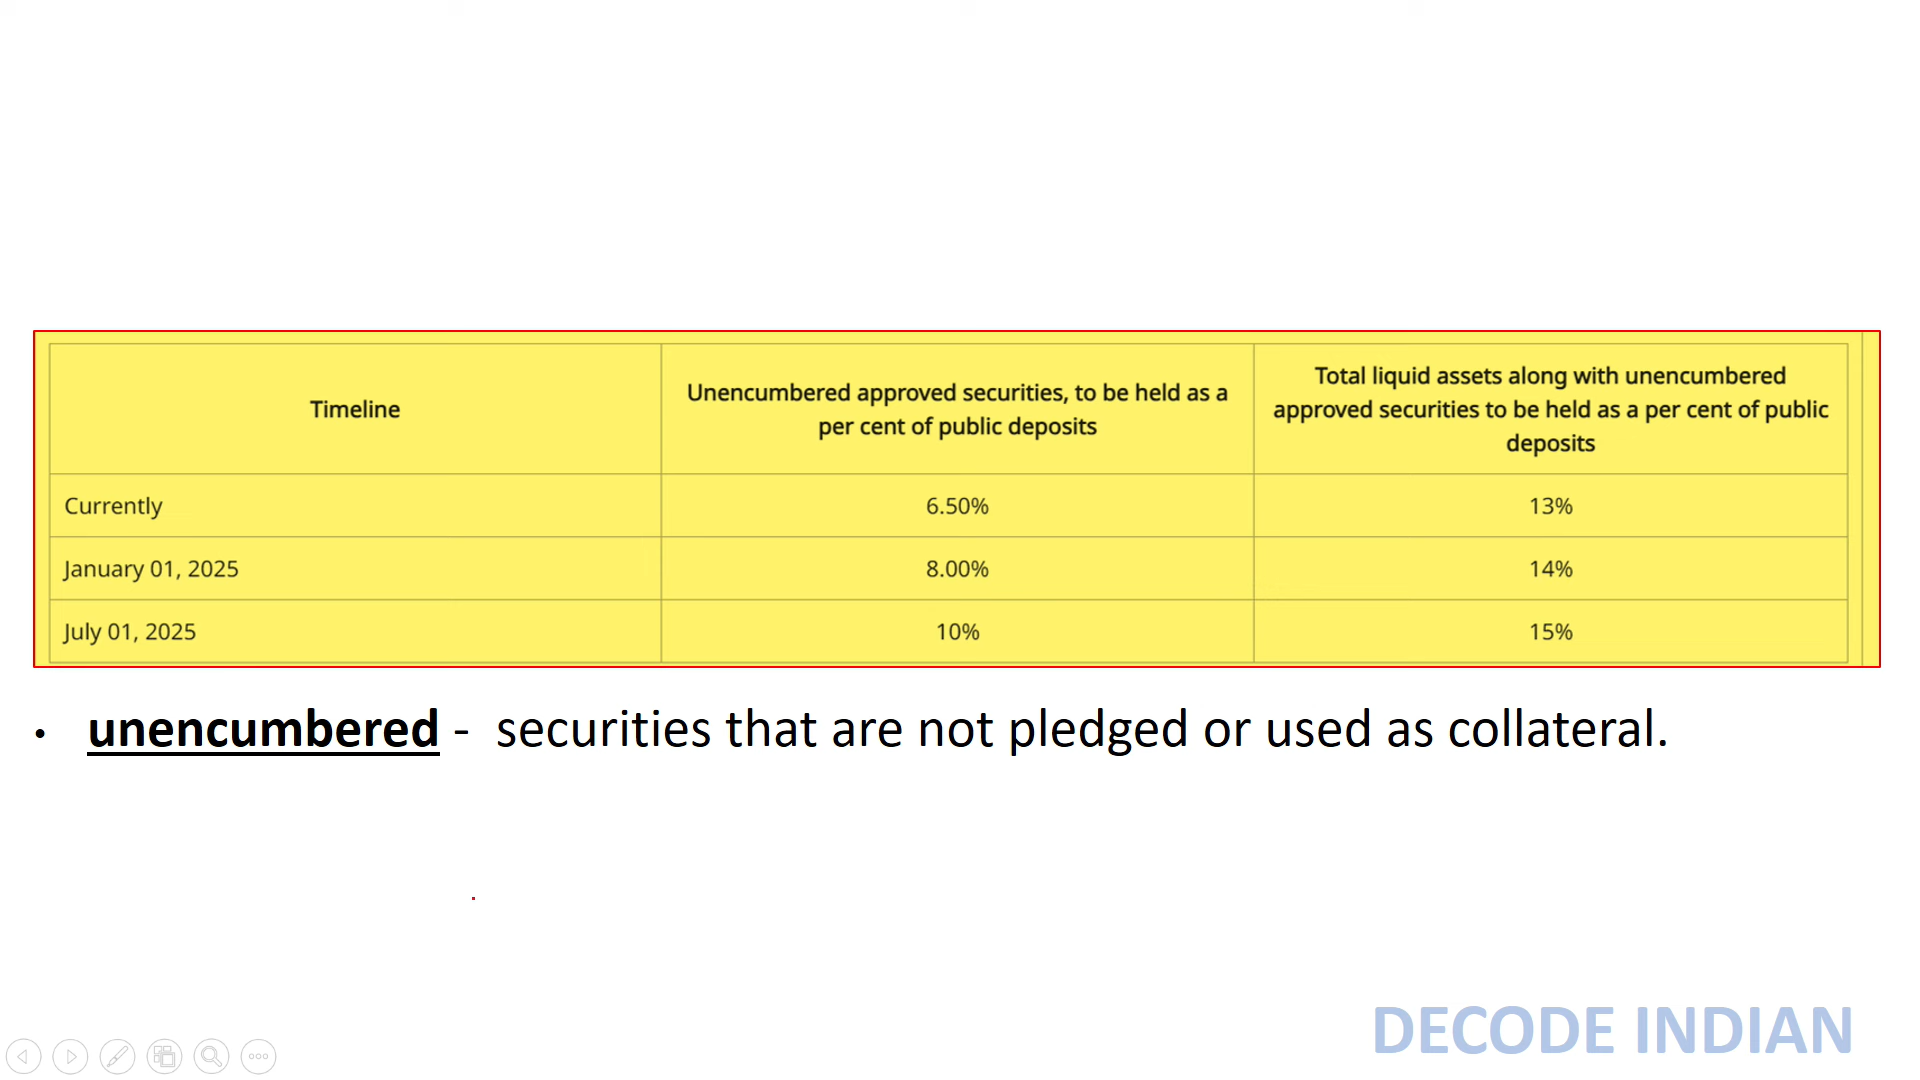 Timeline
Unencumbered approved securities, to be held as a
per cent of public deposits
Total liquid assets along with unencumbered
approved securities to be held as a per cent of public
deposits
Currently 6.50% 13%
January 01, 2025 8.00% 14%
July 01, 2025 10% 15%
• unencumbered - securities that are not pledged or used as collateral.
DECODE INDIAN